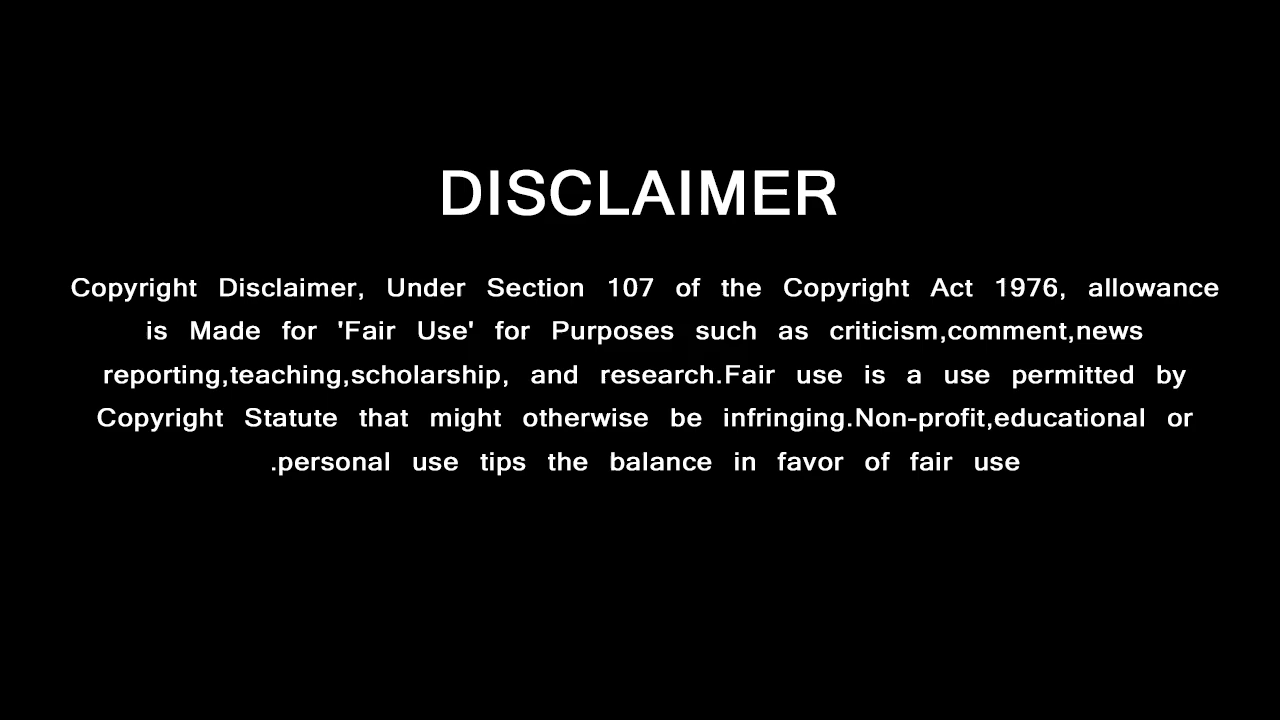 DISCLAIMER
Copyright Disclaimer, Under Section 107 of the Copyright Act 1976, allowance
is Made for 'Fair Use' for Purposes such as criticism,comment,news
reporting,teaching,scholarship, and research.Fair use is a use permitted by
Copyright Statute that might otherwise be infringing.Non-profit,educational or
.personal use tips the balance in favor of fair use